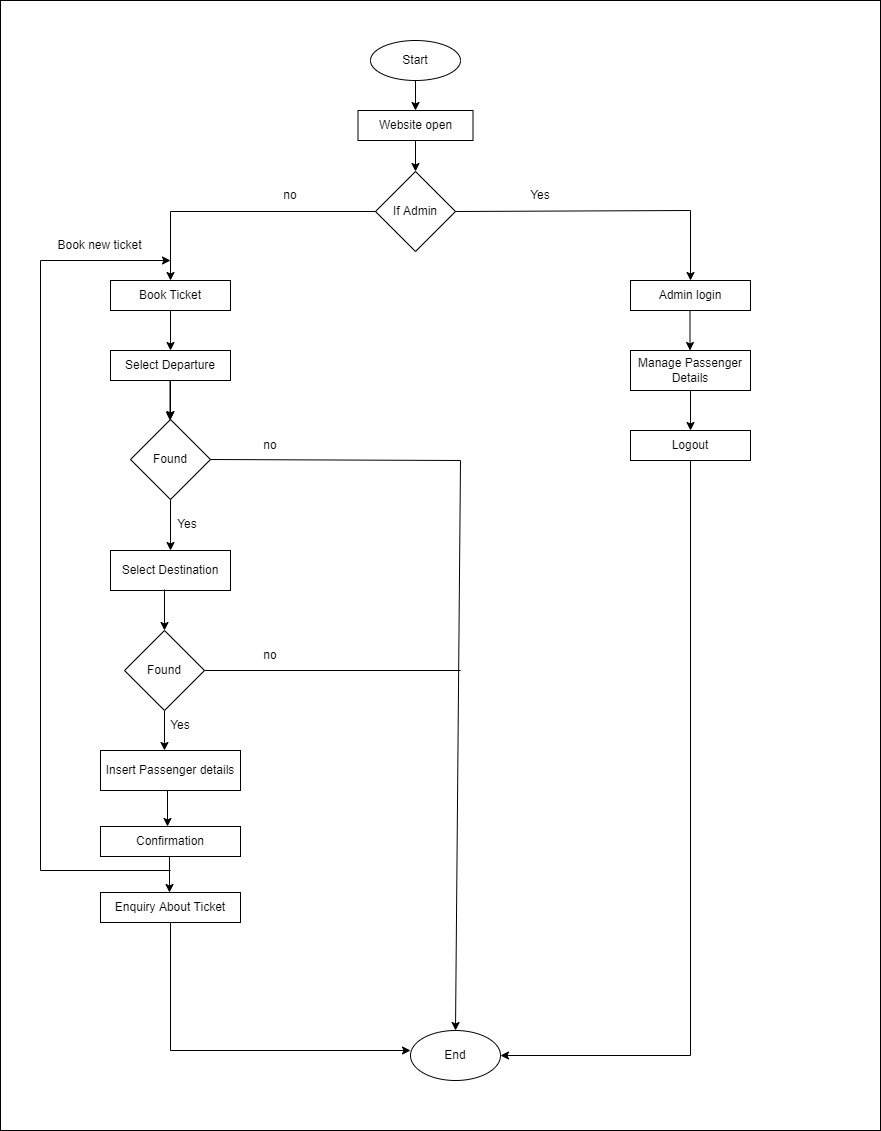 Start
Website open
no
Yes
If Admin
Book new ticket
Book Ticket
Admin login
Select Departure
Manage Passenger
Details
no
Logout
Found
Yes
Select Destination
no
Found
Yes
Insert Passenger details
Confirmation
Enquiry About Ticket
End